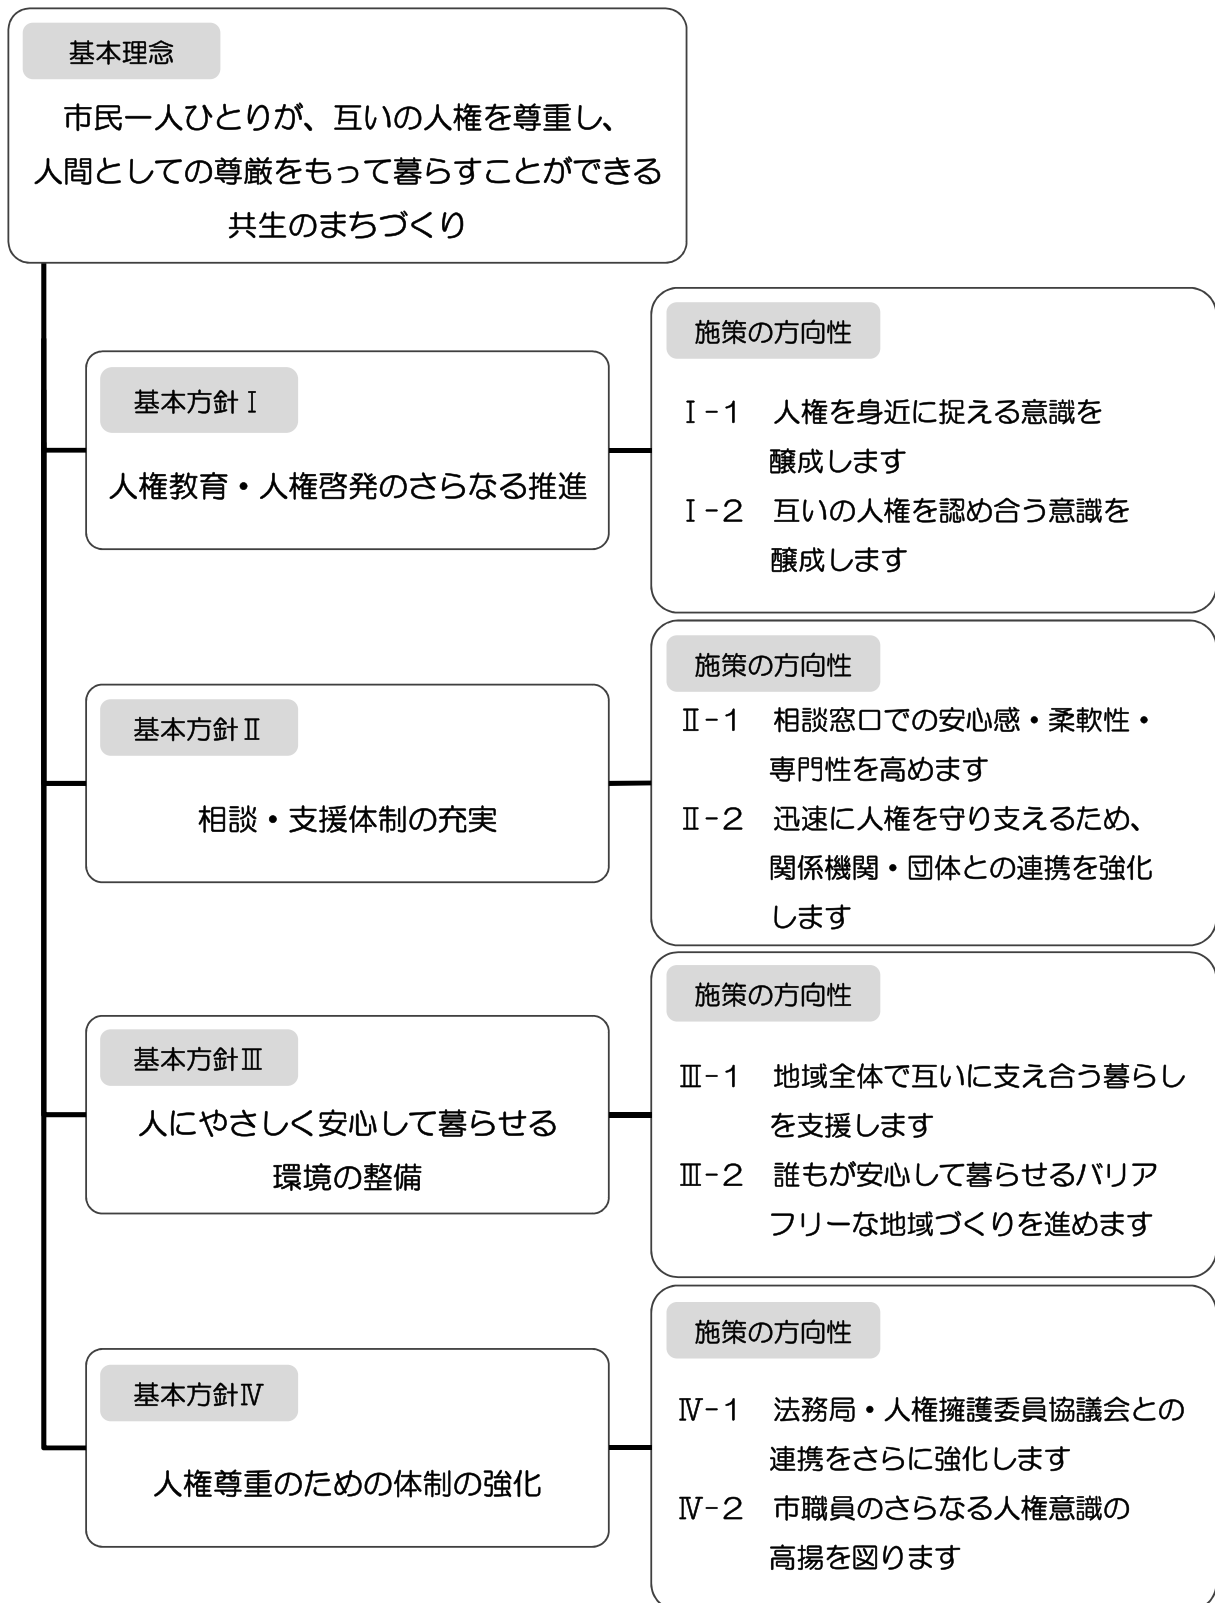 基本理念
市民一人ひとりが、互いの人権を尊重し、
人間としての尊厳をもって暮らすことができる
共生のまちづくり
基本方針Ⅰ
人権教育・人権啓発のさらなる推進
施策の方向性
Ⅰ-1　人権を身近に捉える意識を
醸成します
Ⅰ-2　互いの人権を認め合う意識を
醸成します
基本方針Ⅱ
相談・支援体制の充実
施策の方向性
Ⅱ-1　相談窓口での安心感・柔軟性・
専門性を高めます
Ⅱ-2　迅速に人権を守り支えるため、
関係機関・団体との連携を強化
します
基本方針Ⅲ
人にやさしく安心して暮らせる
環境の整備
施策の方向性
Ⅲ-1　地域全体で互いに支え合う暮らし
を支援します
Ⅲ-2　誰もが安心して暮らせるバリア
フリーな地域づくりを進めます
基本方針Ⅳ
人権尊重のための体制の強化
施策の方向性
Ⅳ-1　法務局・人権擁護委員協議会との
連携をさらに強化します
Ⅳ-2　市職員のさらなる人権意識の
高揚を図ります